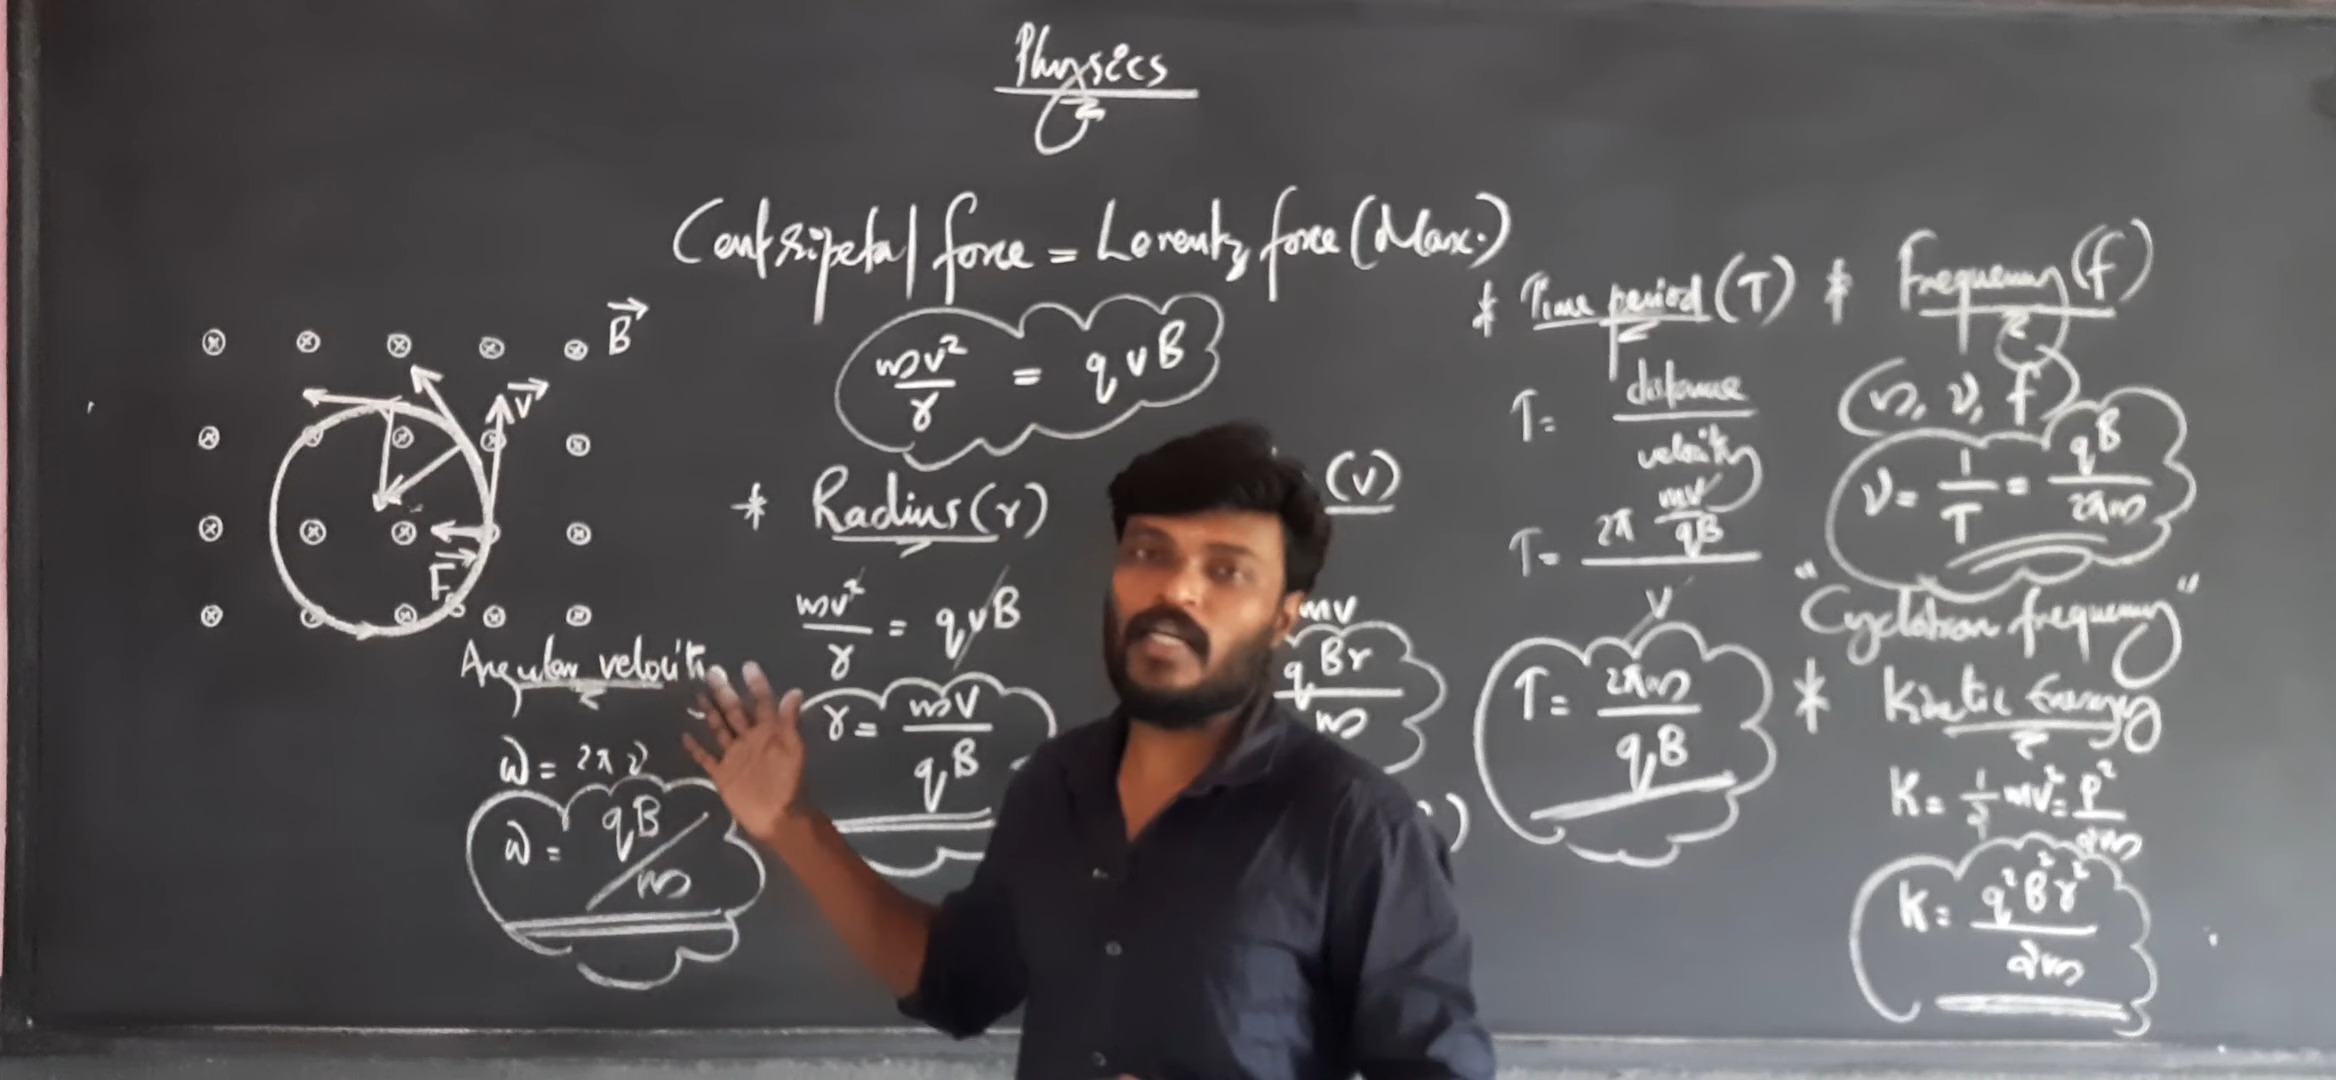 Physics
Centripetal force = Lorentz force (Max.)
mv²/r = qvB
B⃗
v⃗
F⃗
* Radius (r)
mv²/r = qvB
r = mv/qB
(v)
mv
qBr/m
* Time period (T)
T = distance/velocity
T = 2π mv/qB / v
T = 2πm/qB
* Frequency (f)
(n, ν, f)
ν = 1/T = qB/2πm
"Cyclotron frequency"
* Kinetic Energy
K = ½ mv² = P²/2m
K = q²B²r²/2m
Angular velocity
ω = 2πν
ω = qB/m